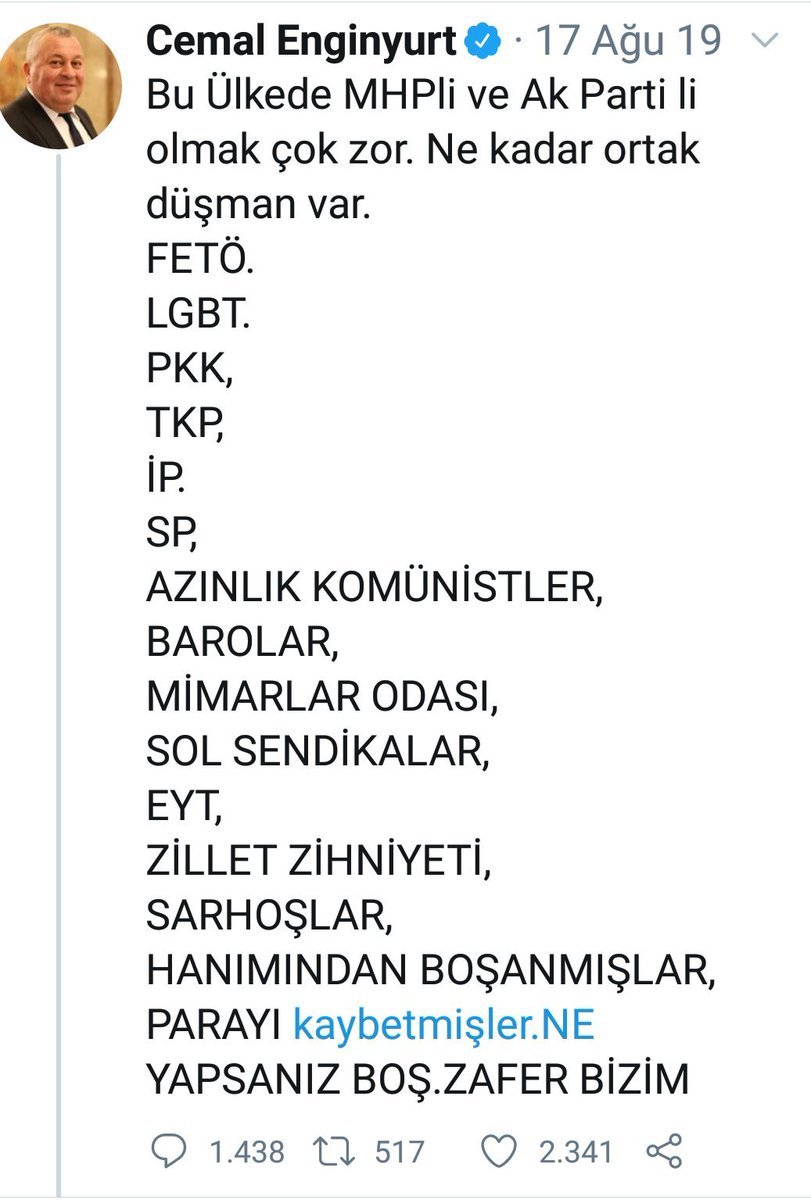 Cemal Enginyurt · 17 Ağu 19
Bu Ülkede MHPli ve Ak Parti li
olmak çok zor. Ne kadar ortak
düşman var.
FETÖ.
LGBT.
PKK,
TKP,
İP.
SP,
AZINLIK KOMÜNİSTLER,
BAROLAR,
MİMARLAR ODASI,
SOL SENDİKALAR,
EYT,
ZİLLET ZİHNİYETİ,
SARHOŞLAR,
HANIMINDAN BOŞANMIŞLAR,
PARAYI kaybetmişler.NE
YAPSANIZ BOŞ.ZAFER BİZİM
1.438 517 2.341